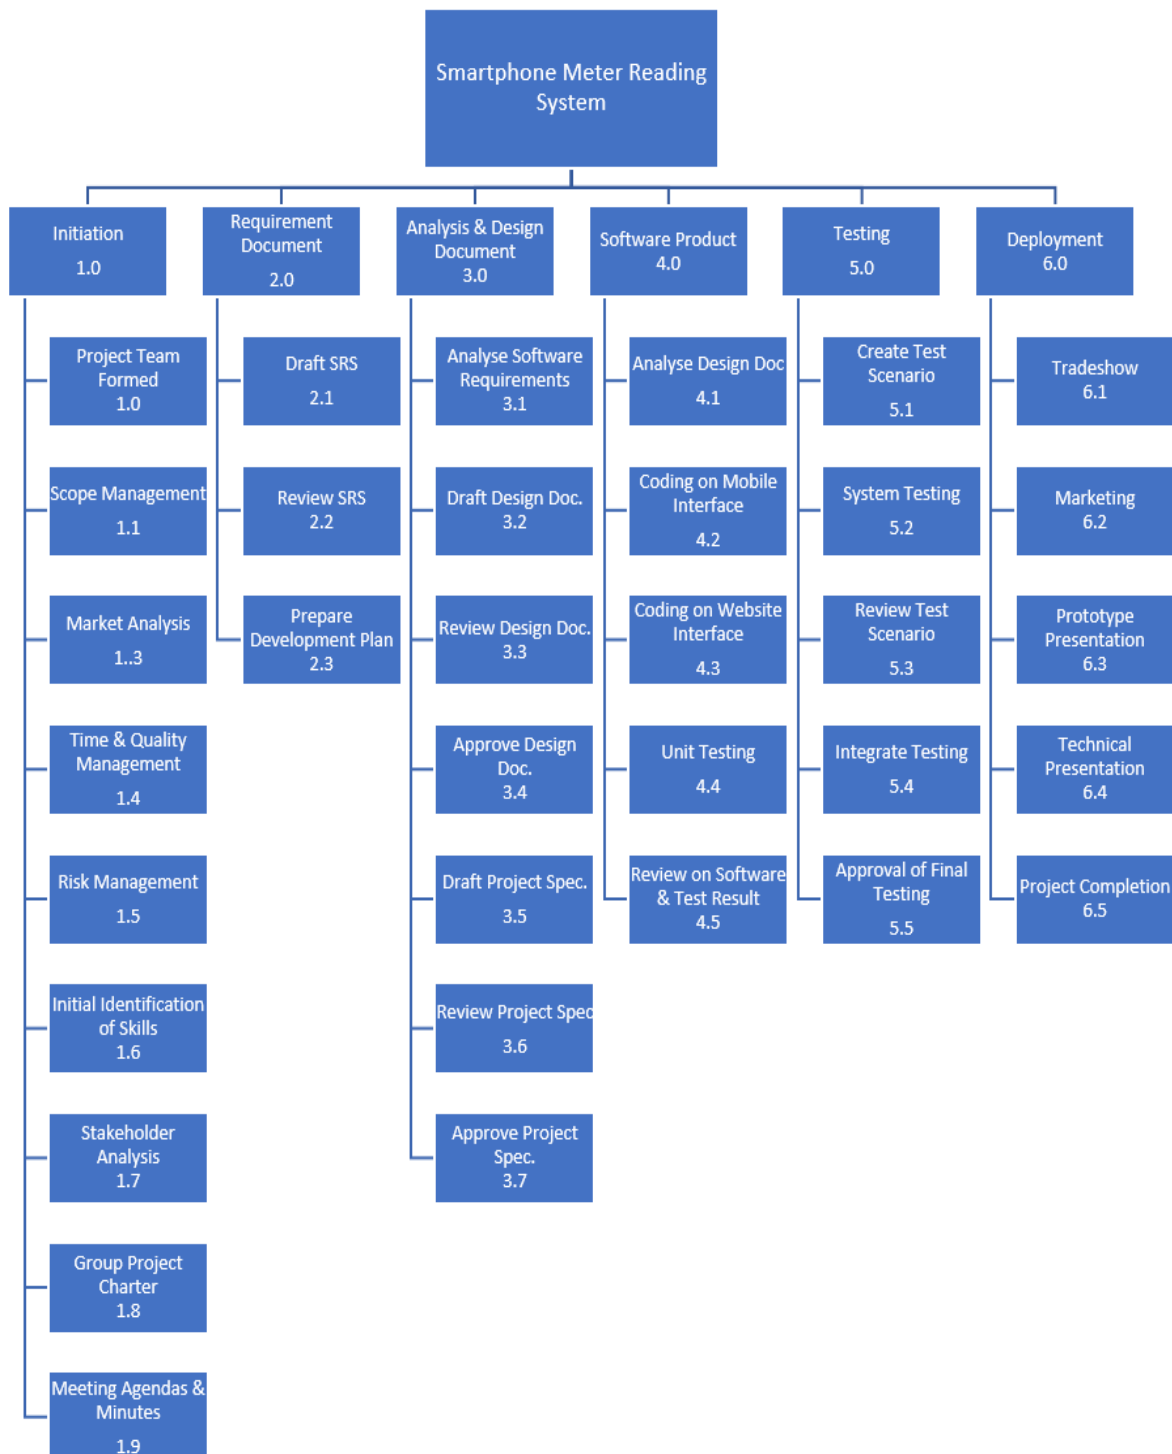 Smartphone Meter Reading
System
Initiation
1.0
Requirement
Document
2.0
Analysis & Design
Document
3.0
Software Product
4.0
Testing
5.0
Deployment
6.0
Project Team
Formed
1.0
Scope Management
1.1
Market Analysis
1..3
Time & Quality
Management
1.4
Risk Management
1.5
Initial Identification
of Skills
1.6
Stakeholder
Analysis
1.7
Group Project
Charter
1.8
Meeting Agendas &
Minutes
1.9
Draft SRS
2.1
Review SRS
2.2
Prepare
Development Plan
2.3
Analyse Software
Requirements
3.1
Draft Design Doc.
3.2
Review Design Doc.
3.3
Approve Design
Doc.
3.4
Draft Project Spec.
3.5
Review Project Spec
3.6
Approve Project
Spec.
3.7
Analyse Design Doc
4.1
Coding on Mobile
Interface
4.2
Coding on Website
Interface
4.3
Unit Testing
4.4
Review on Software
& Test Result
4.5
Create Test
Scenario
5.1
System Testing
5.2
Review Test
Scenario
5.3
Integrate Testing
5.4
Approval of Final
Testing
5.5
Tradeshow
6.1
Marketing
6.2
Prototype
Presentation
6.3
Technical
Presentation
6.4
Project Completion
6.5